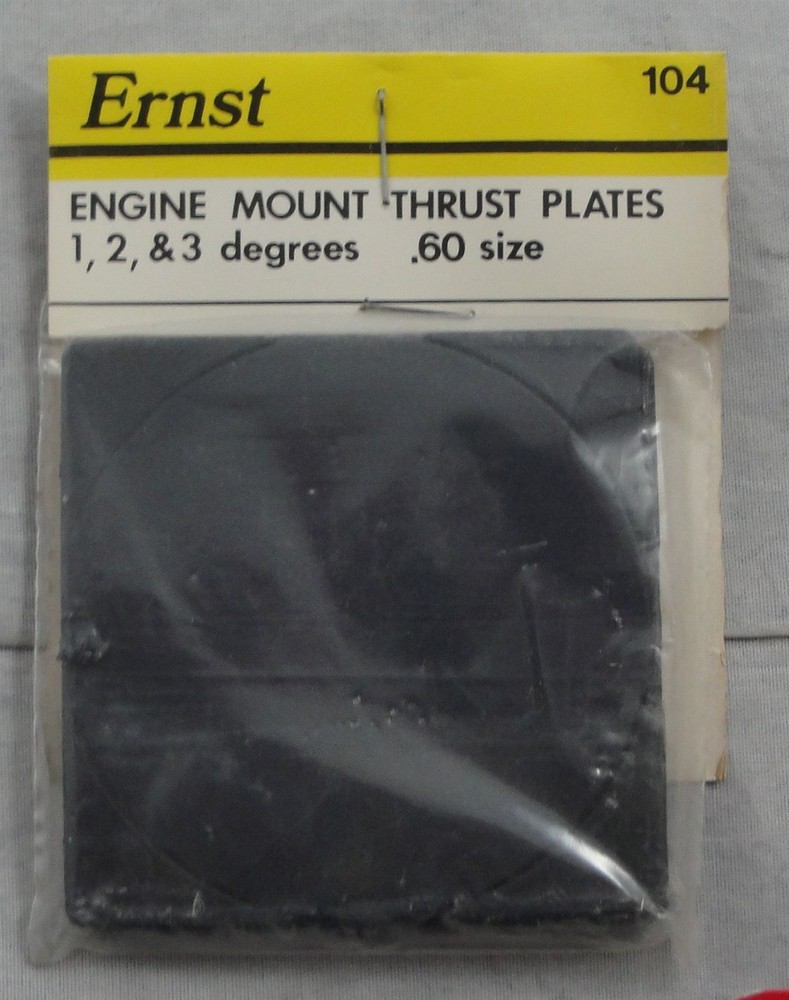 Ernst
104
ENGINE MOUNT THRUST PLATES
1, 2, & 3 degrees .60 size